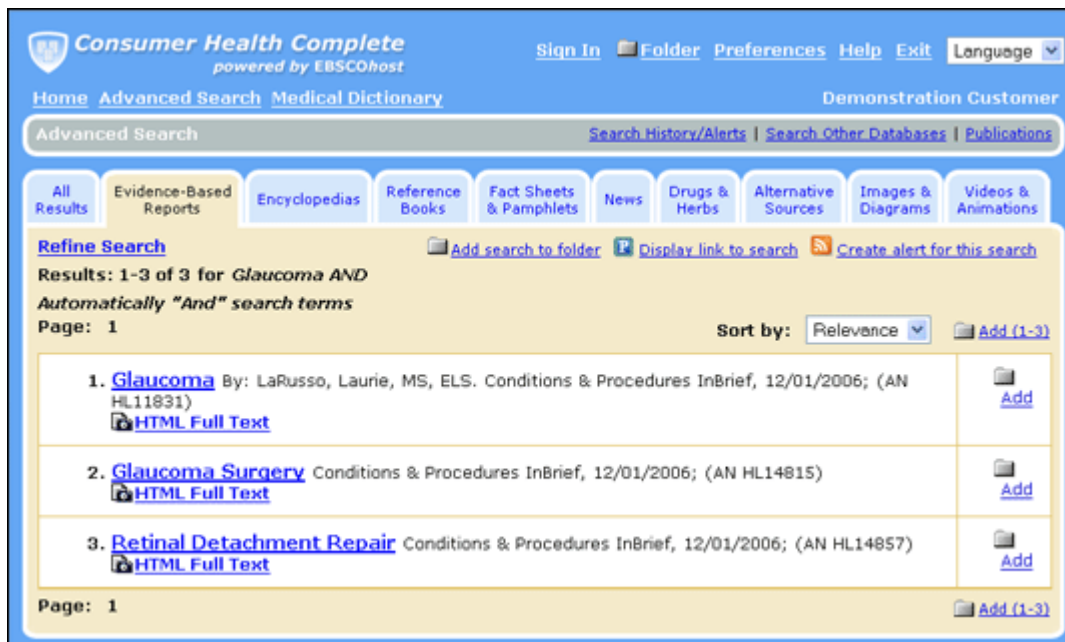 Consumer Health Complete
powered by EBSCOhost
Sign In Folder Preferences Help Exit Language
Home Advanced Search Medical Dictionary
Demonstration Customer
Advanced Search
Search History/Alerts | Search Other Databases | Publications
All Results
Evidence-Based Reports
Encyclopedias
Reference Books
Fact Sheets & Pamphlets
News
Drugs & Herbs
Alternative Sources
Images & Diagrams
Videos & Animations
Refine Search
Add search to folder Display link to search Create alert for this search
Results: 1-3 of 3 for Glaucoma AND
Automatically "And" search terms
Page: 1
Sort by: Relevance
Add (1-3)
1. Glaucoma By: LaRusso, Laurie, MS, ELS. Conditions & Procedures InBrief, 12/01/2006; (AN
HL11831)
HTML Full Text
Add
2. Glaucoma Surgery Conditions & Procedures InBrief, 12/01/2006; (AN HL14815)
HTML Full Text
Add
3. Retinal Detachment Repair Conditions & Procedures InBrief, 12/01/2006; (AN HL14857)
HTML Full Text
Add
Page: 1
Add (1-3)